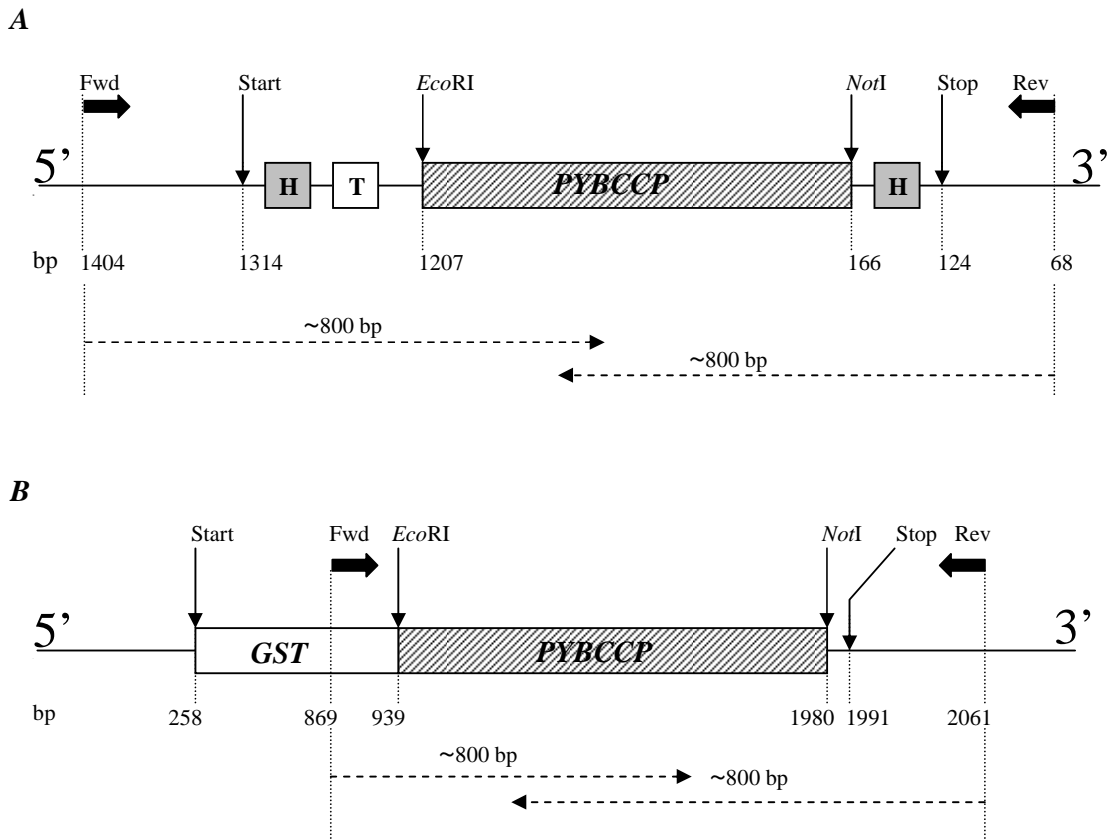 A
Fwd Start EcoRI NotI Stop Rev
5’ H T PYBCCP H 3’
bp 1404 1314 1207 166 124 68
~800 bp
~800 bp
B
Start Fwd EcoRI NotI Stop Rev
5’ GST PYBCCP 3’
bp 258 869 939 1980 1991 2061
~800 bp ~800 bp